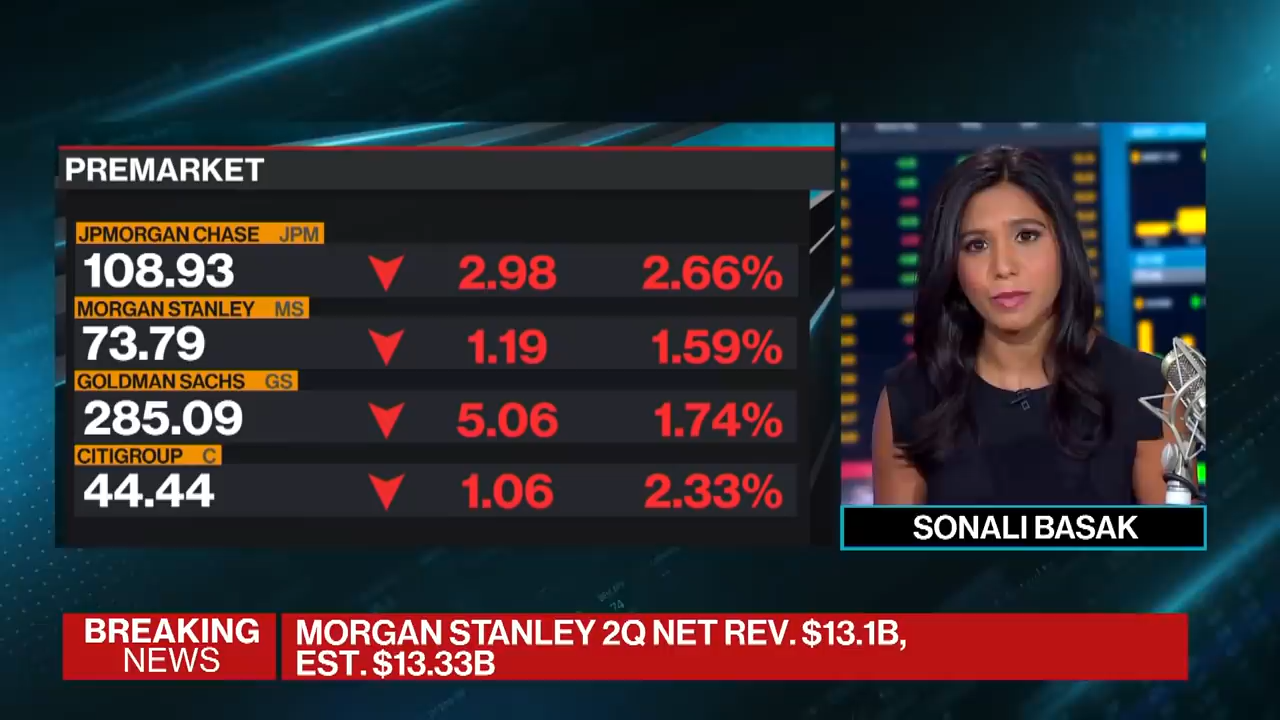 PREMARKET
JPMORGAN CHASE JPM
108.93 2.98 2.66%
MORGAN STANLEY MS
73.79 1.19 1.59%
GOLDMAN SACHS GS
285.09 5.06 1.74%
CITIGROUP C
44.44 1.06 2.33%
SONALI BASAK
BREAKING
NEWS
MORGAN STANLEY 2Q NET REV. $13.1B,
EST. $13.33B